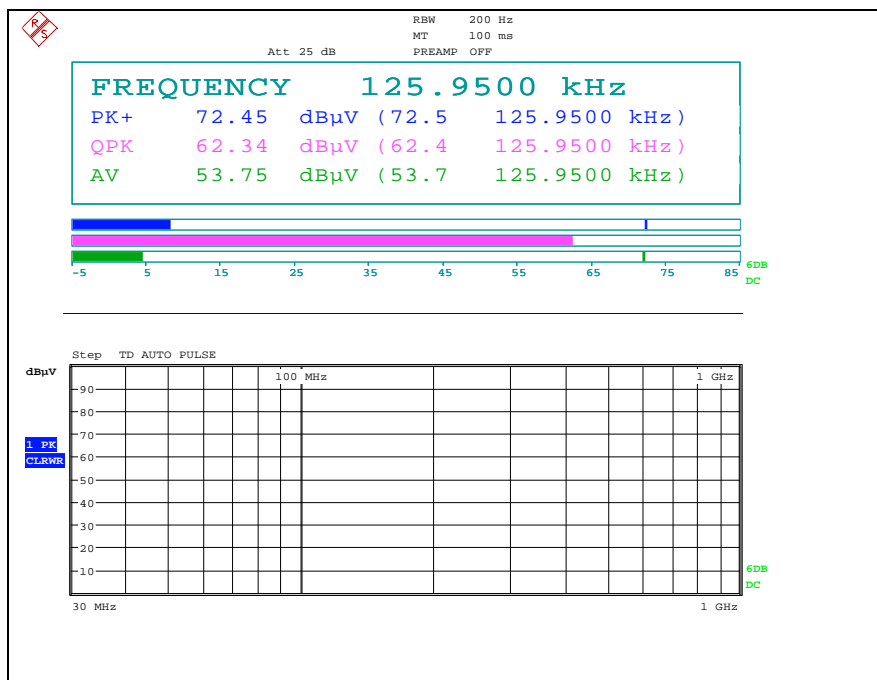 R S
RBW 200 Hz
MT 100 ms
Att 25 dB PREAMP OFF
FREQUENCY 125.9500 kHz
PK+ 72.45 dBµV (72.5 125.9500 kHz)
QPK 62.34 dBµV (62.4 125.9500 kHz)
AV 53.75 dBµV (53.7 125.9500 kHz)
-5 5 15 25 35 45 55 65 75 85
6DB
DC
Step TD AUTO PULSE
dBµV
100 MHz 1 GHz
90
80
70
1 PK
CLRWR
60
50
40
30
20
10
6DB
DC
30 MHz 1 GHz